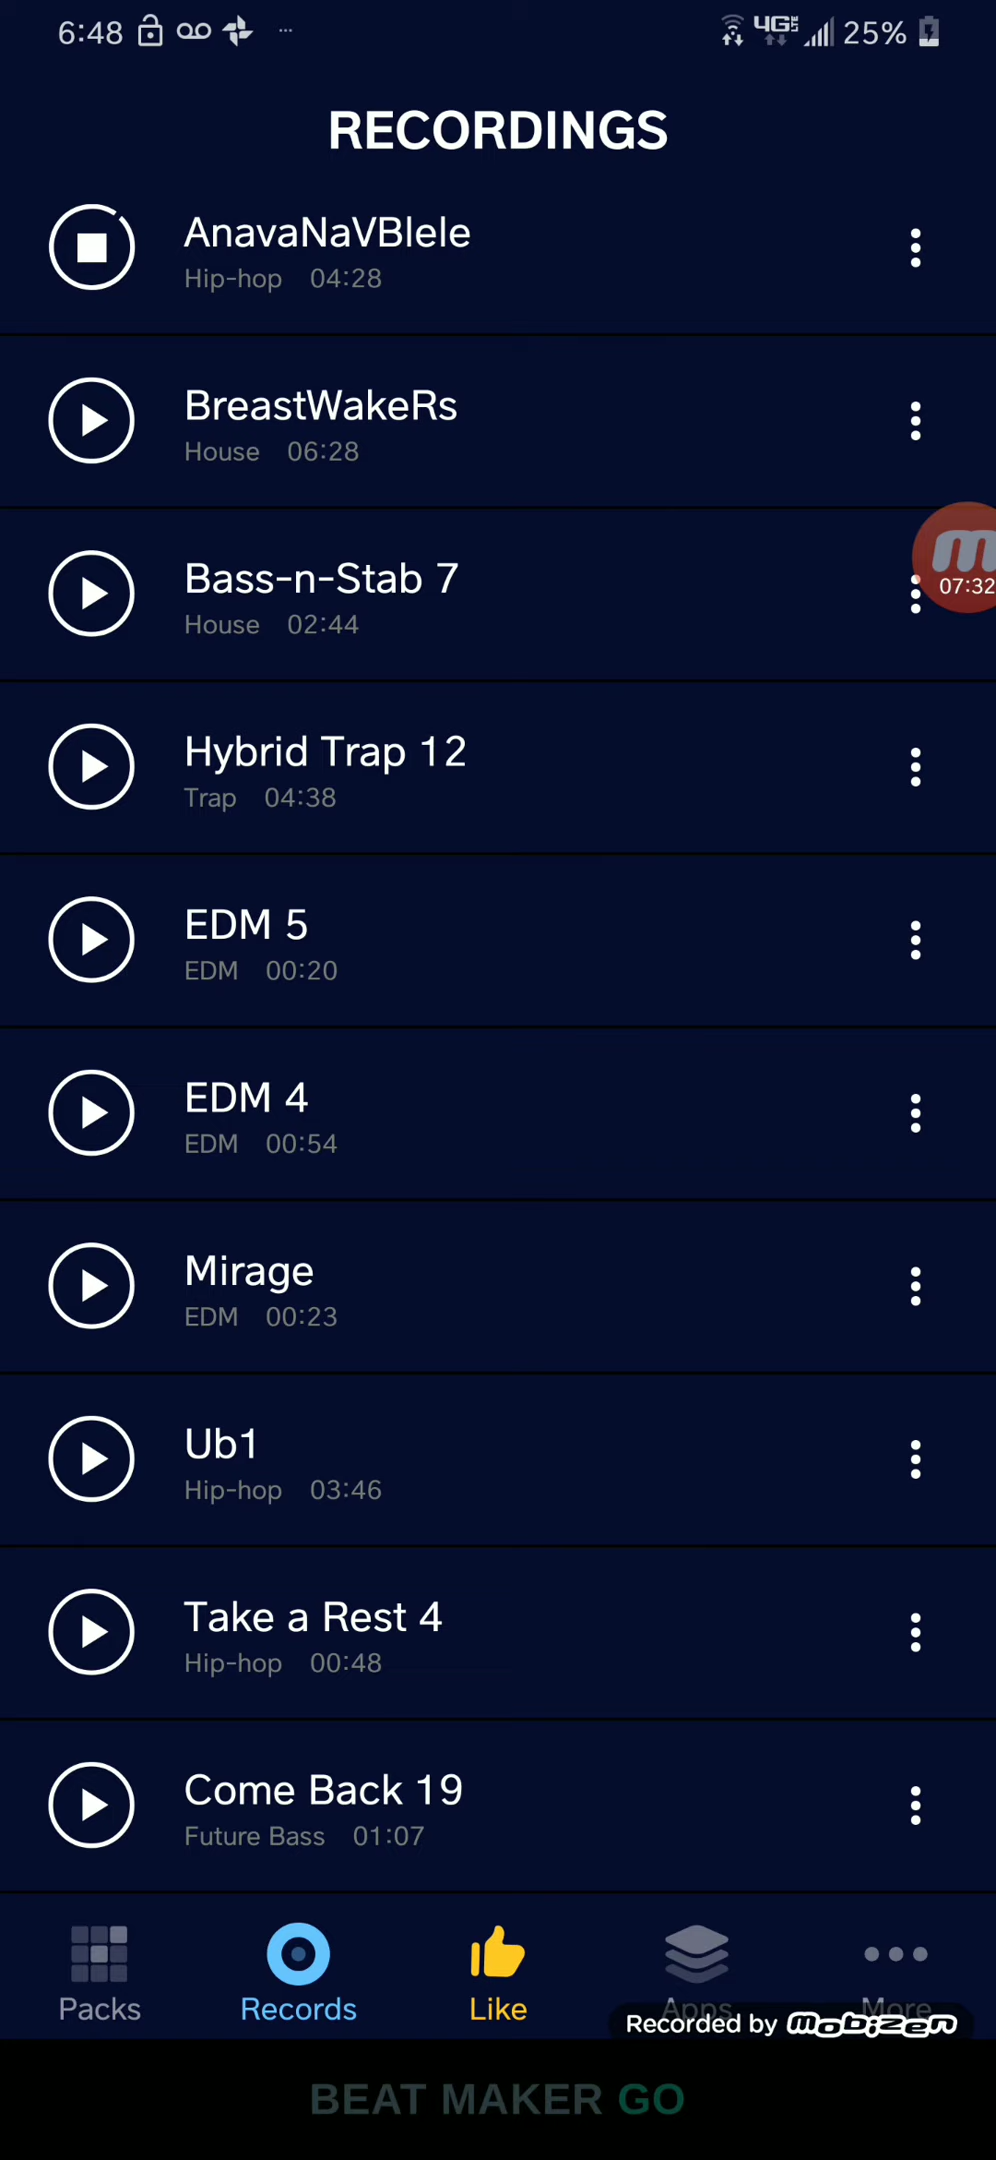 6:48 4G LTE 25%
RECORDINGS
AnavaNaVBlele
Hip-hop 04:28
BreastWakeRs
House 06:28
Bass-n-Stab 7
House 02:44
07:32
Hybrid Trap 12
Trap 04:38
EDM 5
EDM 00:20
EDM 4
EDM 00:54
Mirage
EDM 00:23
Ub1
Hip-hop 03:46
Take a Rest 4
Hip-hop 00:48
Come Back 19
Future Bass 01:07
Packs Records Like Apps More
Recorded by mobizen
BEAT MAKER GO